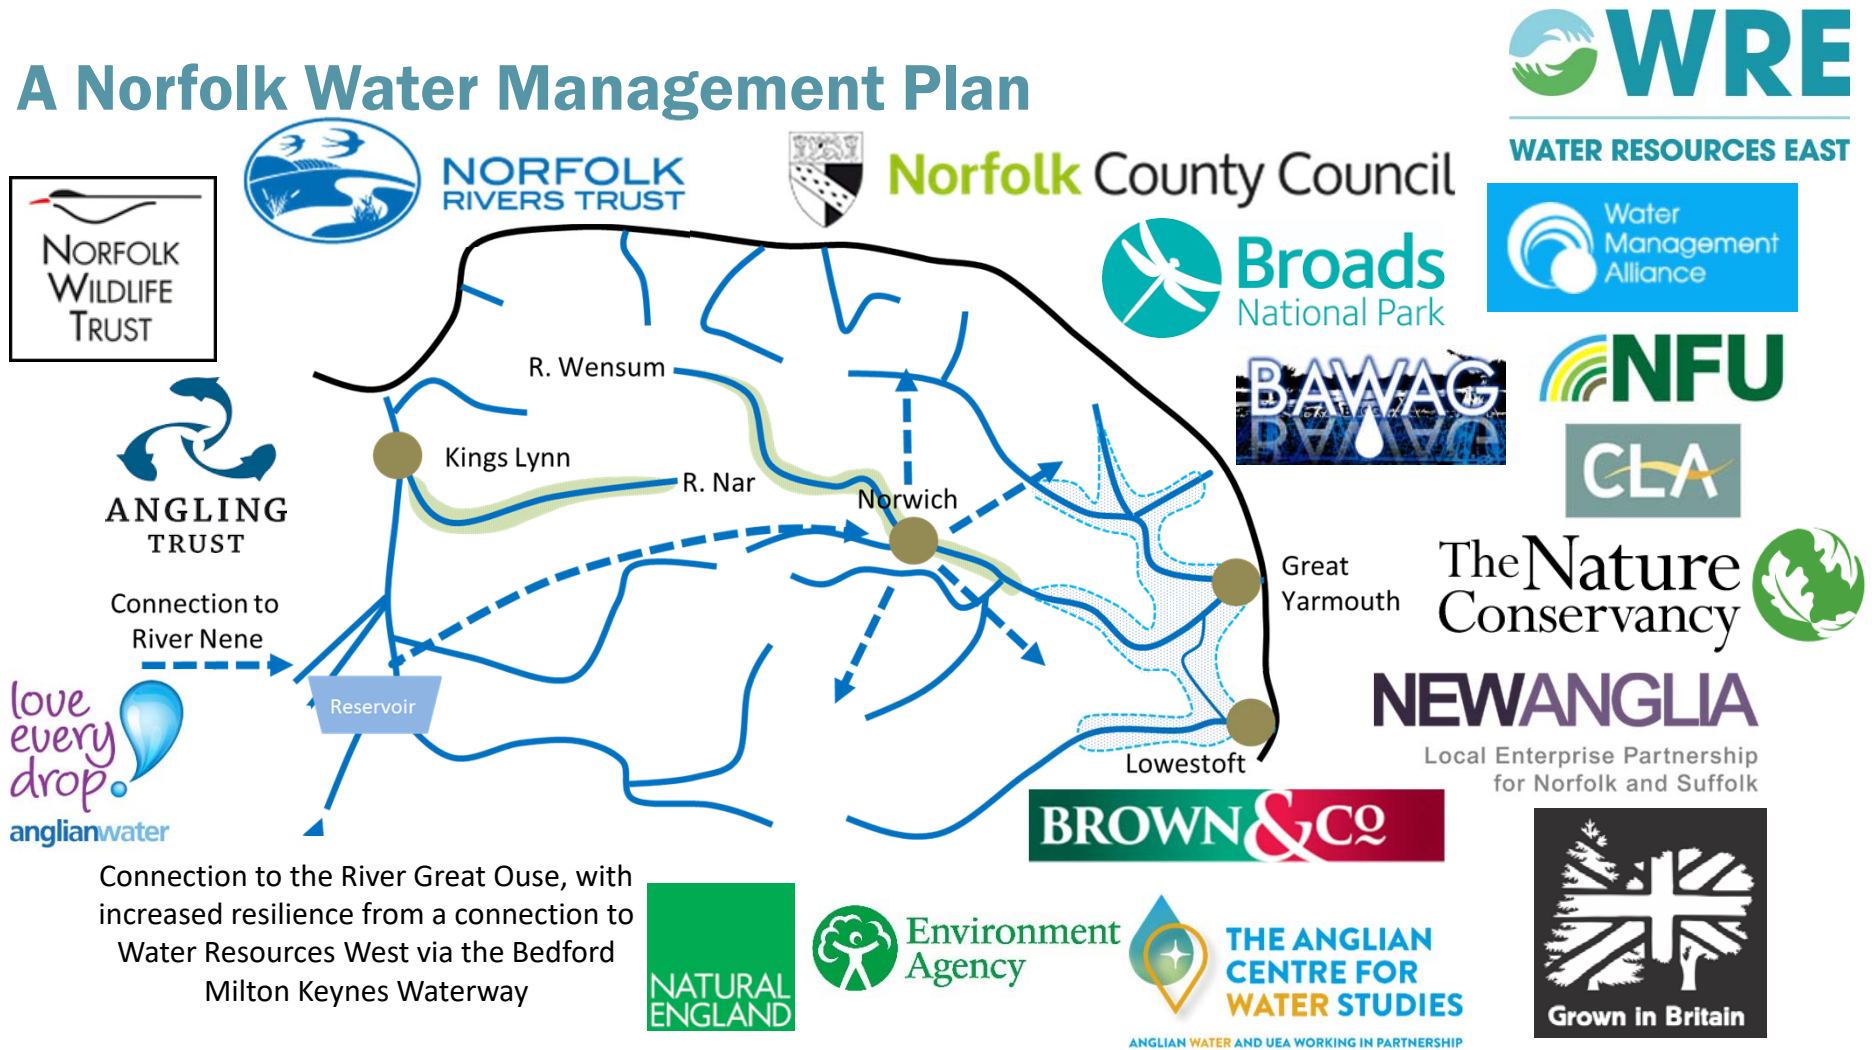 A Norfolk Water Management Plan
WRE
WATER RESOURCES EAST
NORFOLK
RIVERS TRUST
Norfolk County Council
NORFOLK
WILDLIFE
TRUST
Broads
National Park
Water
Management
Alliance
BAWAG
NFU
CLA
R. Wensum
Kings Lynn
R. Nar
Norwich
ANGLING
TRUST
Great
Yarmouth
The Nature
Conservancy
Connection to
River Nene
Reservoir
love
every
drop
anglianwater
Lowestoft
NEWANGLIA
Local Enterprise Partnership
for Norfolk and Suffolk
BROWN&CO
Connection to the River Great Ouse, with
increased resilience from a connection to
Water Resources West via the Bedford
Milton Keynes Waterway
NATURAL
ENGLAND
Environment
Agency
THE ANGLIAN
CENTRE FOR
WATER STUDIES
ANGLIAN WATER AND UEA WORKING IN PARTNERSHIP
Grown in Britain